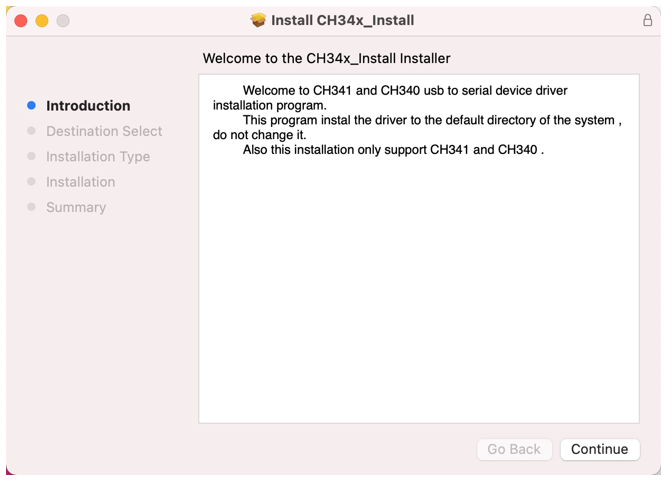 Install CH34x_Install
Welcome to the CH34x_Install Installer
Introduction
Destination Select
Installation Type
Installation
Summary
Welcome to CH341 and CH340 usb to serial device driver
installation program.
This program instal the driver to the default directory of the system ,
do not change it.
Also this installation only support CH341 and CH340 .
Go Back
Continue